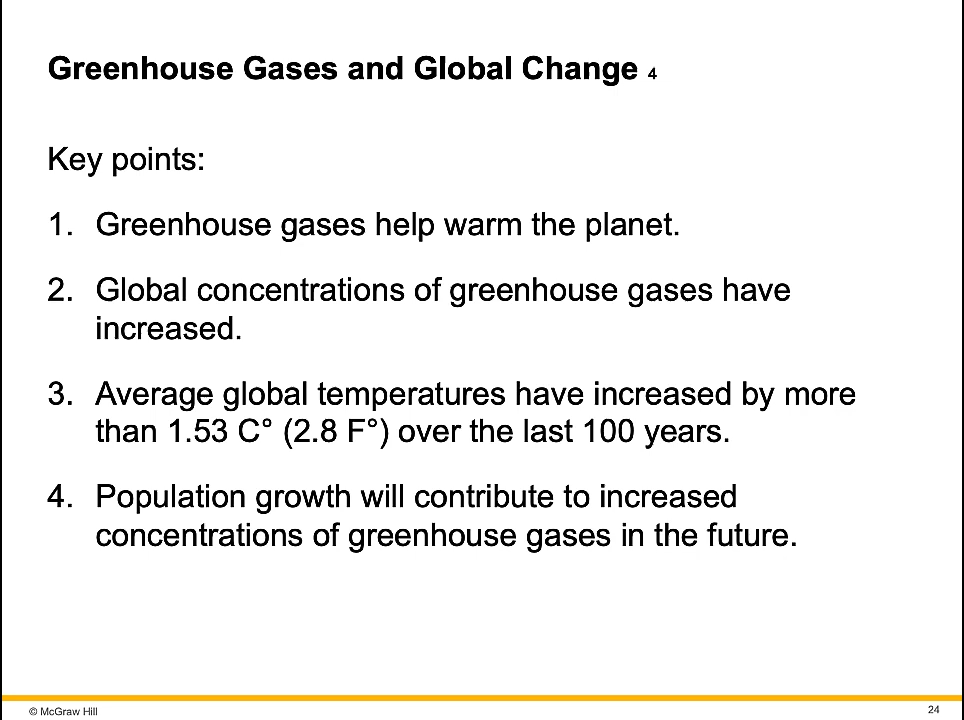 Greenhouse Gases and Global Change 4
Key points:
1. Greenhouse gases help warm the planet.
2. Global concentrations of greenhouse gases have
increased.
3. Average global temperatures have increased by more
than 1.53 C° (2.8 F°) over the last 100 years.
4. Population growth will contribute to increased
concentrations of greenhouse gases in the future.
© McGraw Hill
24